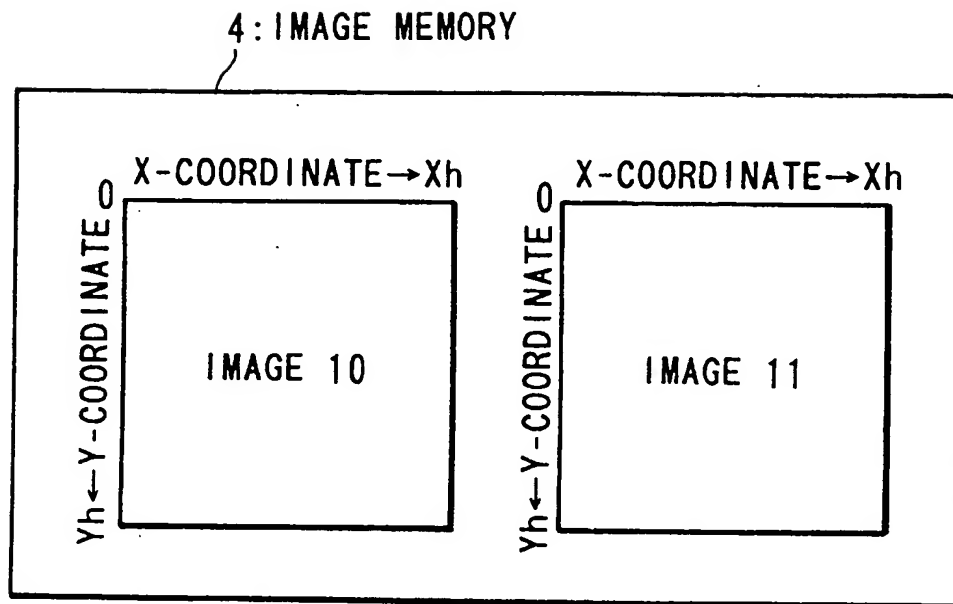 4:IMAGE MEMORY
X-COORDINATE→Xh
0
Yh←Y-COORDINATE
IMAGE 10
X-COORDINATE→Xh
0
Yh←Y-COORDINATE
IMAGE 11